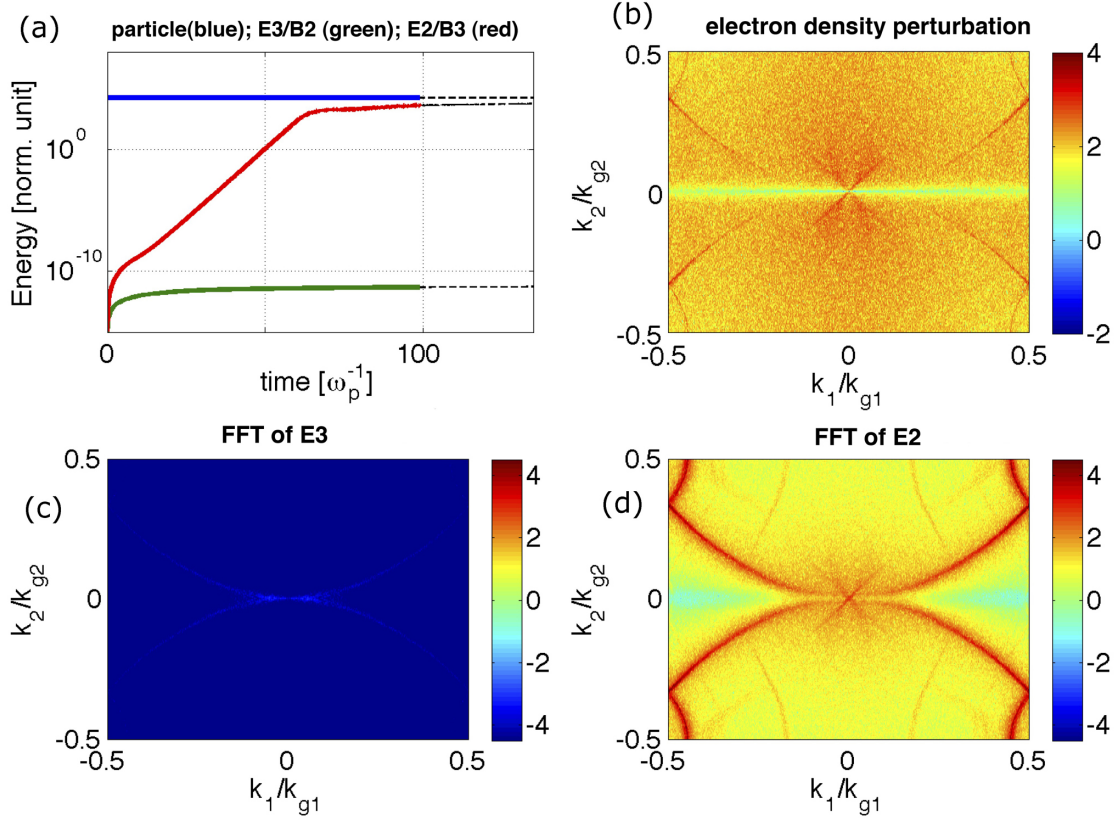 (a)
particle(blue); E3/B2 (green); E2/B3 (red)
Energy [norm. unit]
10^0
10^-10
0
100
time [ω_p^-1]
(b)
electron density perturbation
k_2/k_g2
0.5
0
-0.5
-0.5
0
0.5
k_1/k_g1
4
2
0
-2
(c)
FFT of E3
k_2/k_g2
0.5
0
-0.5
-0.5
0
0.5
k_1/k_g1
4
2
0
-2
-4
(d)
FFT of E2
k_2/k_g2
0.5
0
-0.5
-0.5
0
0.5
k_1/k_g1
4
2
0
-2
-4